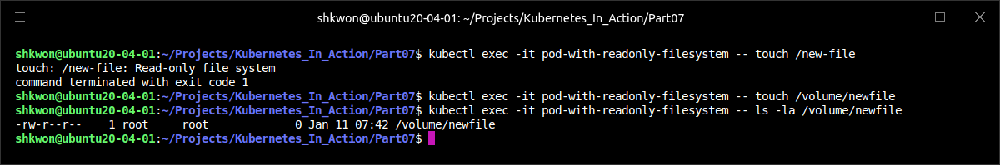 shkwon@ubuntu20-04-01: ~/Projects/Kubernetes_In_Action/Part07
shkwon@ubuntu20-04-01:~/Projects/Kubernetes_In_Action/Part07$ kubectl exec -it pod-with-readonly-filesystem -- touch /new-file
touch: /new-file: Read-only file system
command terminated with exit code 1
shkwon@ubuntu20-04-01:~/Projects/Kubernetes_In_Action/Part07$ kubectl exec -it pod-with-readonly-filesystem -- touch /volume/newfile
shkwon@ubuntu20-04-01:~/Projects/Kubernetes_In_Action/Part07$ kubectl exec -it pod-with-readonly-filesystem -- ls -la /volume/newfile
-rw-r--r--    1 root     root             0 Jan 11 07:42 /volume/newfile
shkwon@ubuntu20-04-01:~/Projects/Kubernetes_In_Action/Part07$